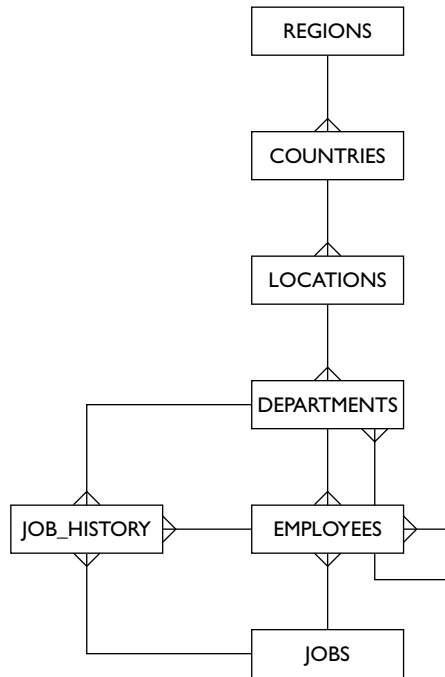 REGIONS
COUNTRIES
LOCATIONS
DEPARTMENTS
JOB_HISTORY
EMPLOYEES
JOBS